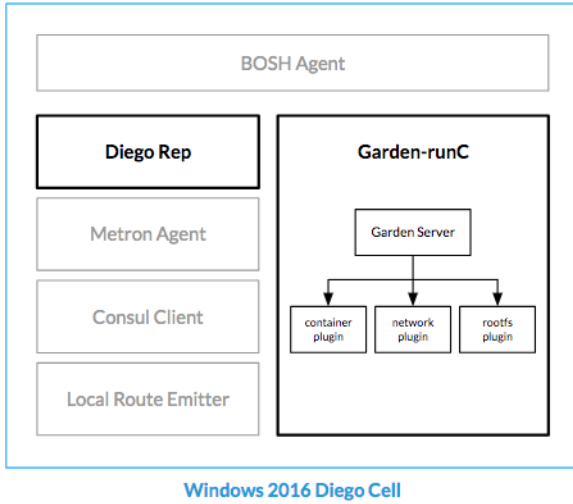 BOSH Agent
Diego Rep
Metron Agent
Consul Client
Local Route Emitter
Garden-runC
Garden Server
container
plugin
network
plugin
rootfs
plugin
Windows 2016 Diego Cell